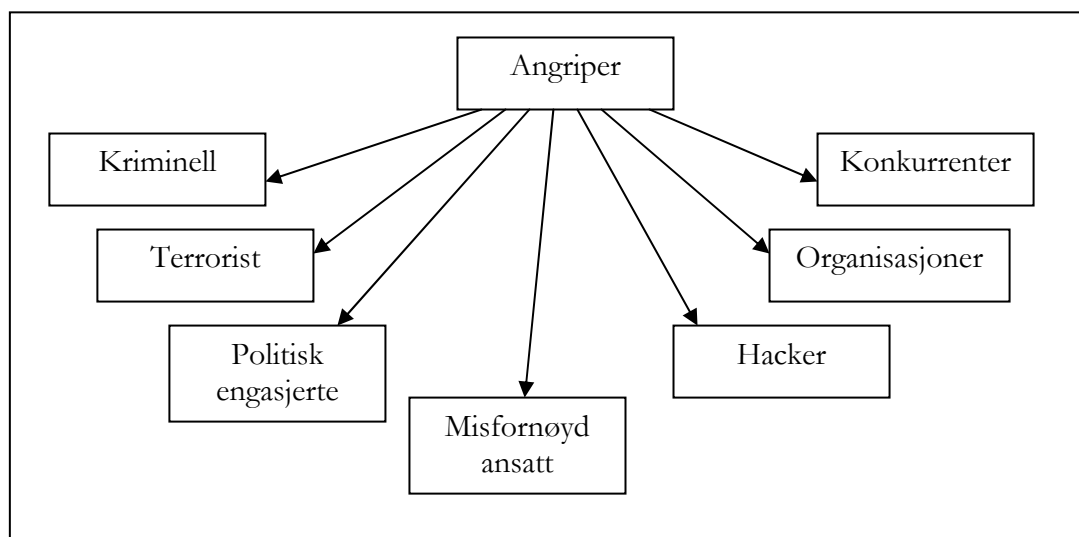 Angriper
Kriminell
Konkurrenter
Terrorist
Organisasjoner
Politisk
engasjerte
Hacker
Misfornøyd
ansatt